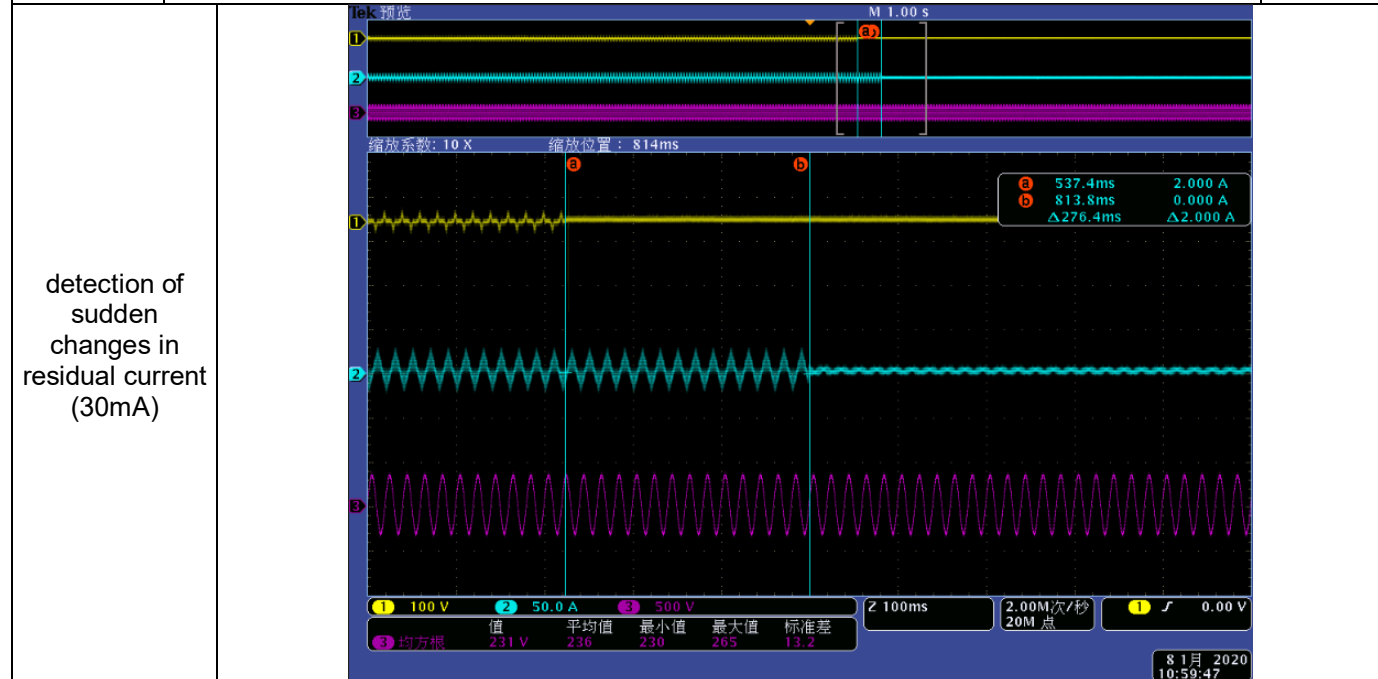 Tek 预览 M 1.00 s
1
a
2
3
缩放系数: 10 X 缩放位置: 814ms
a b
a 537.4ms 2.000 A
b 813.8ms 0.000 A
Δ276.4ms Δ2.000 A
1
detection of
sudden
changes in
residual current
(30mA)
2
3
1 100 V 2 50.0 A 3 500 V Z 100ms 2.00M次/秒 1 0.00 V
20M 点
值 平均值 最小值 最大值 标准差
3 均方根 231 V 236 230 265 13.2
8 1月 2020
10:59:47